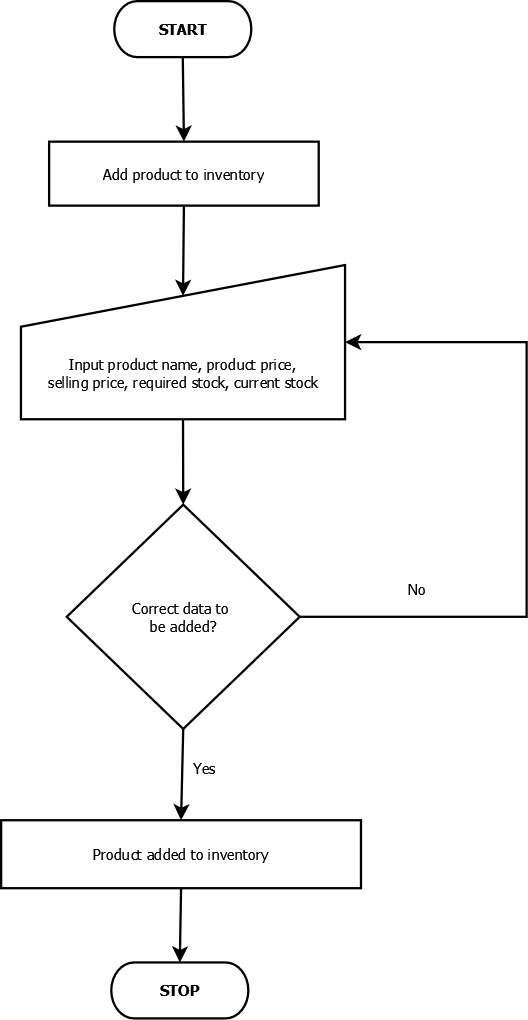 START
Add product to inventory
Input product name, product price,
selling price, required stock, current stock
Correct data to
be added?
No
Yes
Product added to inventory
STOP